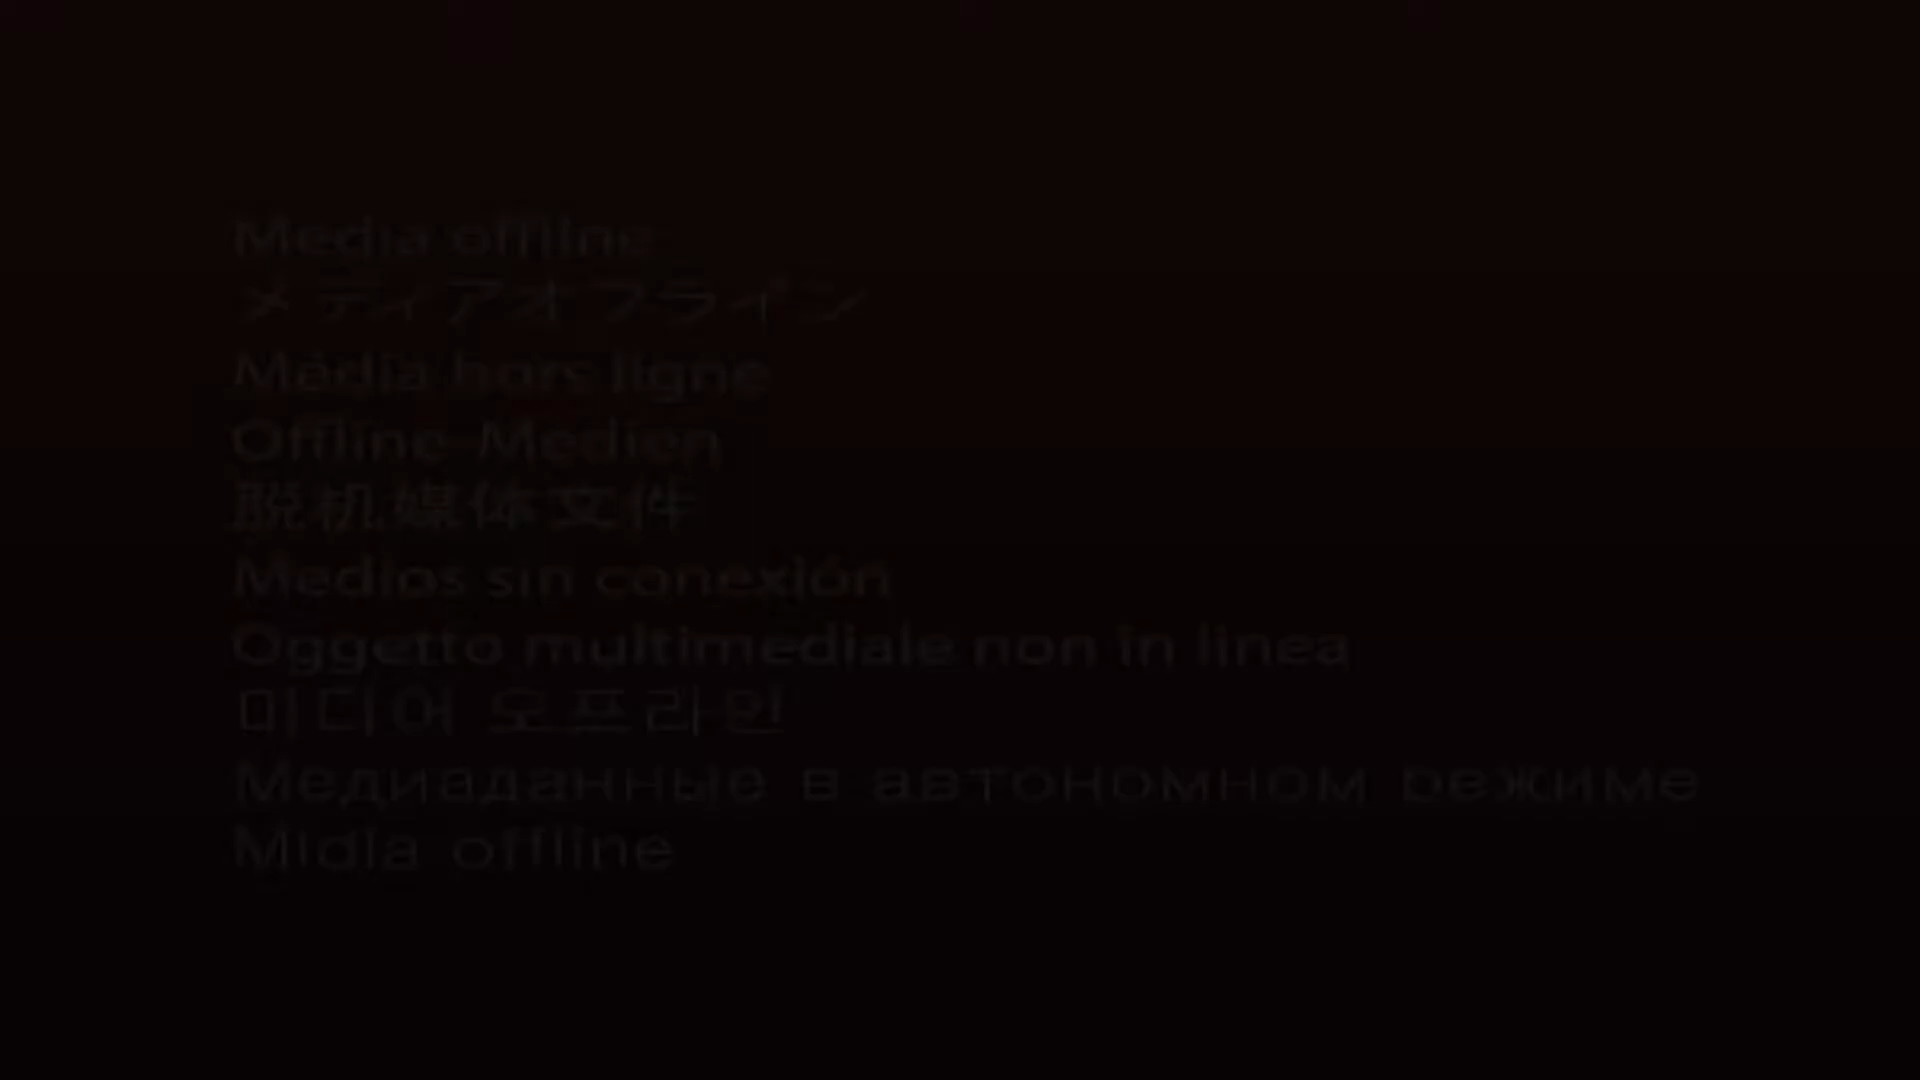 Media offline
メディアオフライン
Média hors ligne
Offline-Medien
脱机媒体文件
Medios sin conexión
Oggetto multimediale non in linea
미디어 오프라인
Медиаданные в автономном режиме
Mídia offline